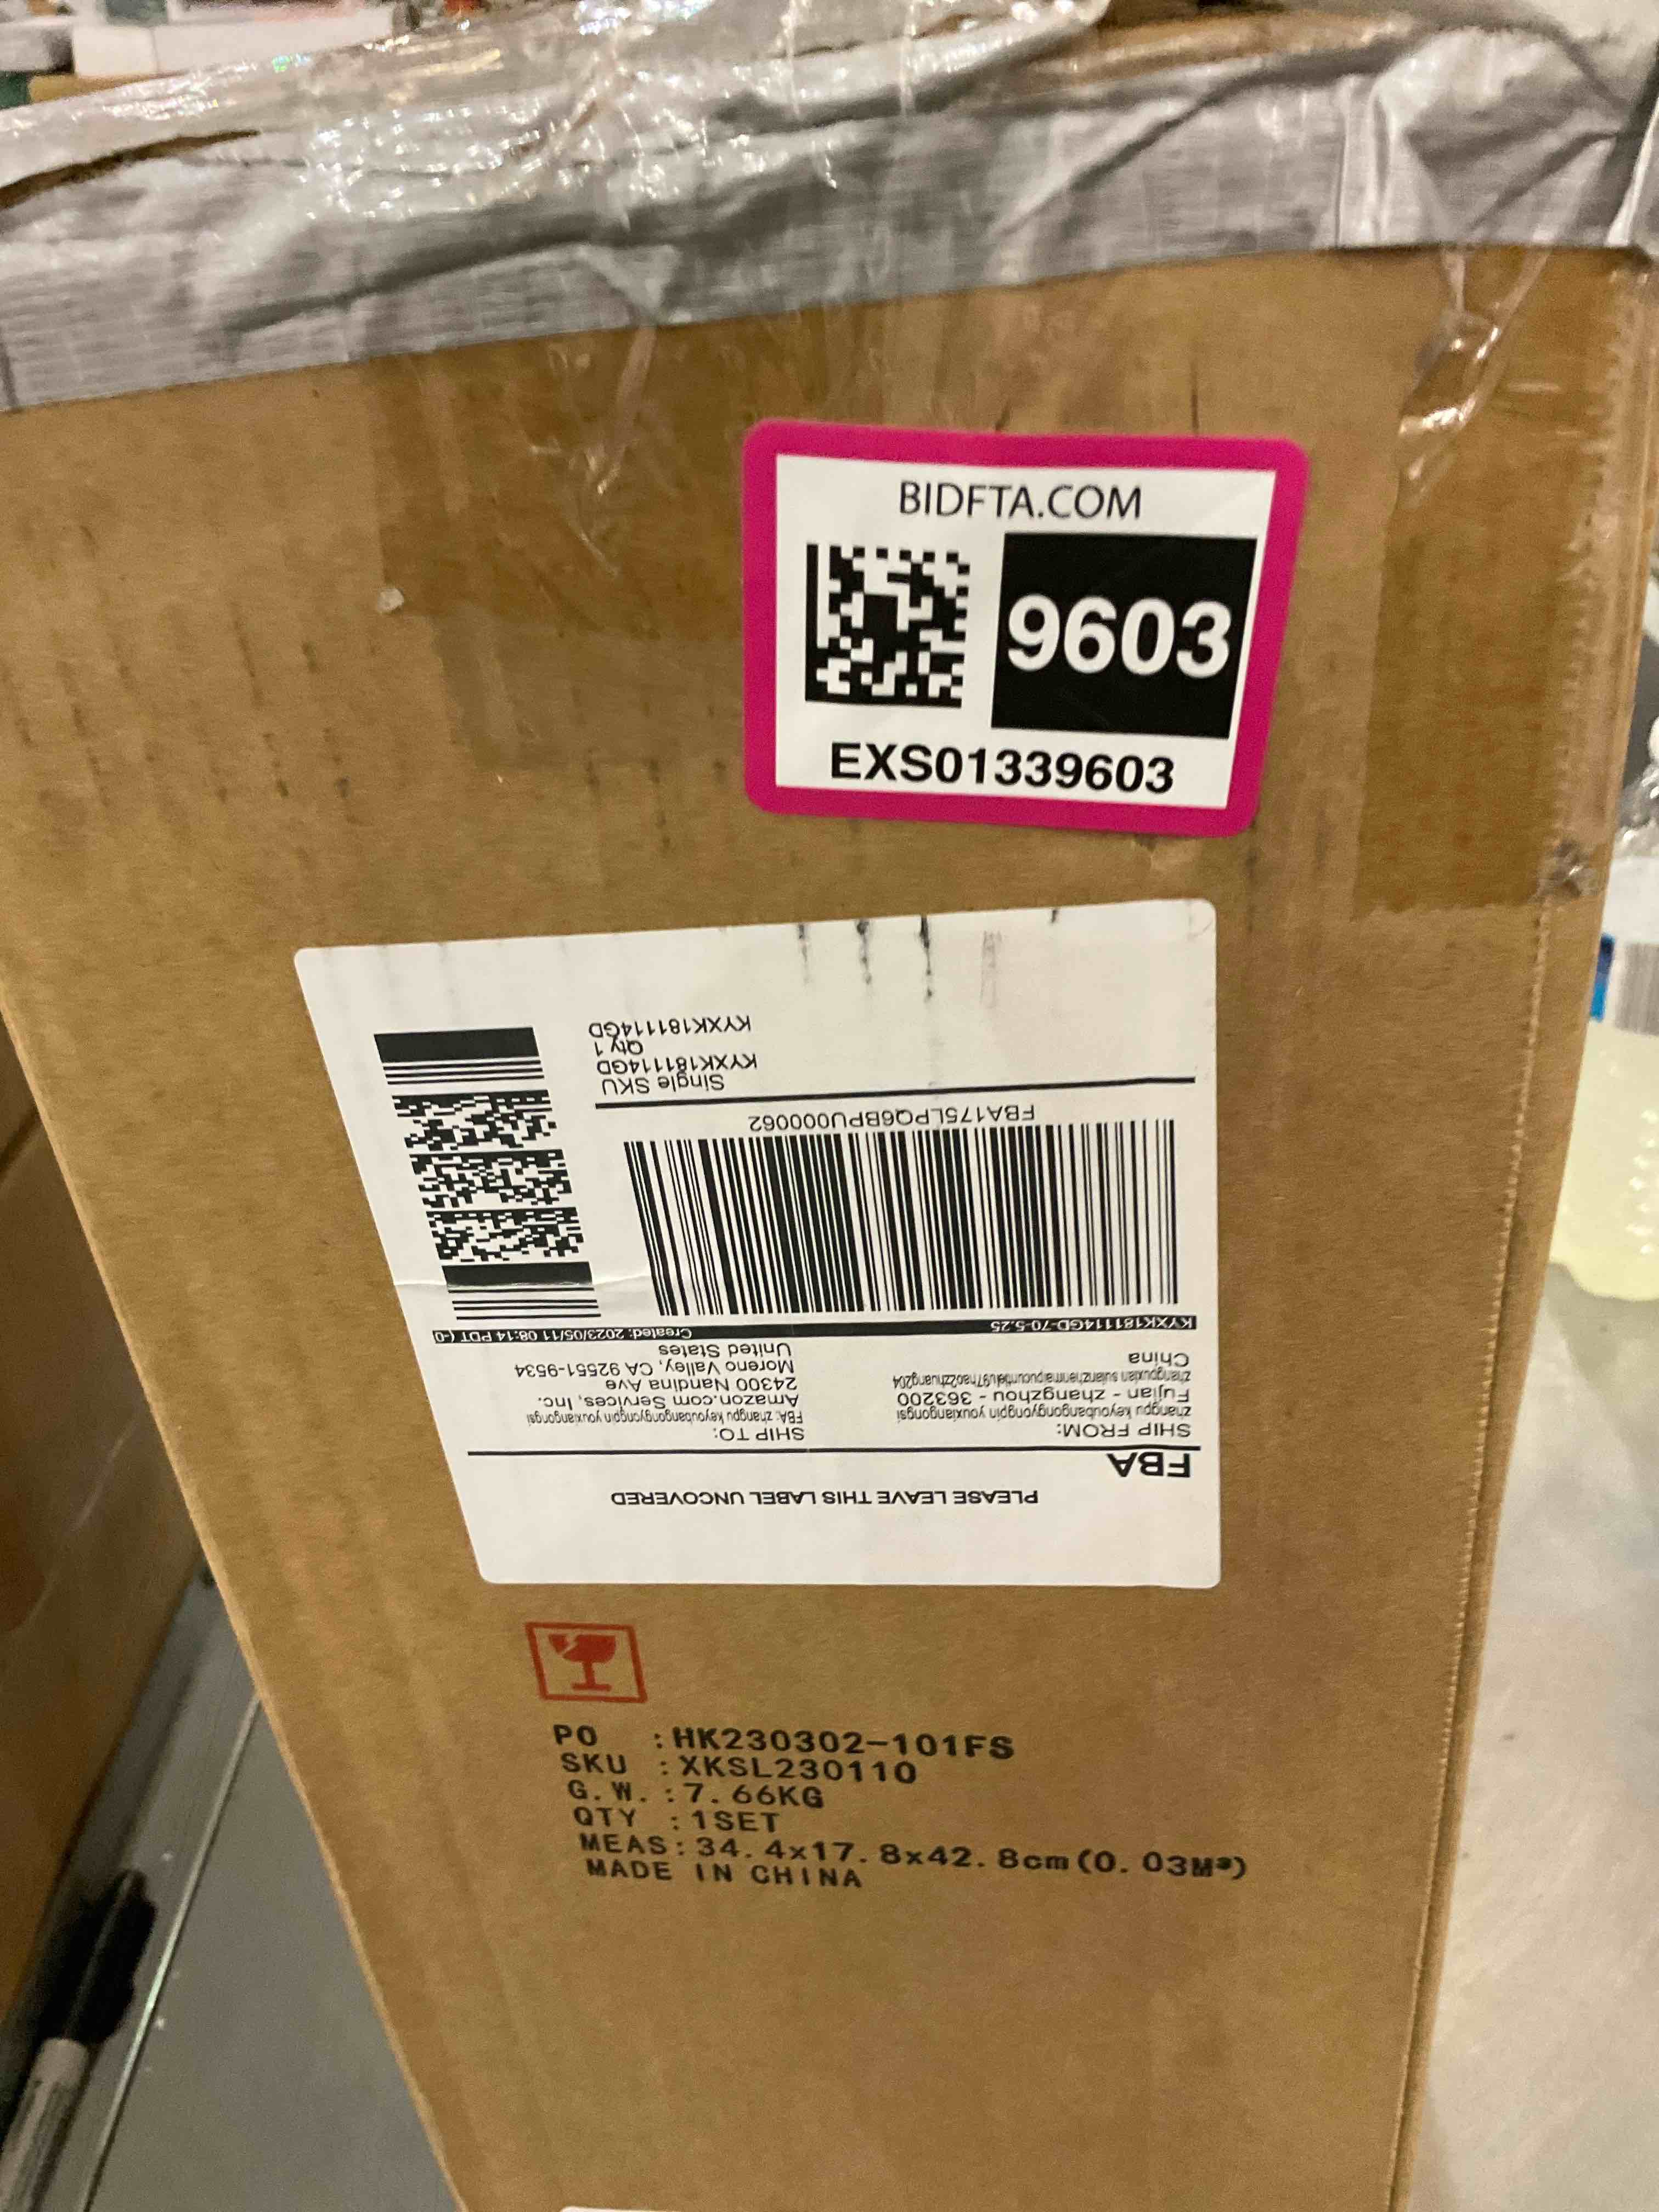 BIDFTA.COM
9603
EXS01339603
PLEASE LEAVE THIS LABEL UNCOVERED
FBA
SHIP FROM:
zhangpu keyoubangongyongpin youxiangongsi
Fujian - zhangzhou - 363200
China
SHIP TO:
FBA: zhangpu keyoubangongyongpin youxiangongsi
Amazon.com Services, Inc.
24300 Nandina Ave
Moreno Valley, CA 92551-9534
United States
KYXK181114GD-70-5.25
Created: 2023/05/11 08:14 PDT (-0
FBA175LPQ6BPU000062
Single SKU
KYXK181114GD
Qty 1
KYXK181114GD
PO : HK230302-101FS
SKU : XKSL230110
G.W. : 7.66KG
QTY : 1SET
MEAS: 34.4x17.8x42.8cm(0.03M³)
MADE IN CHINA